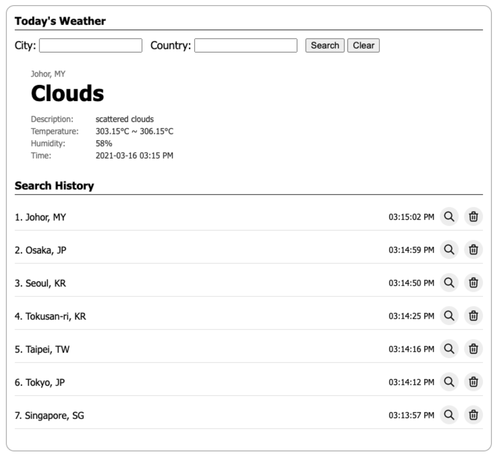 Today's Weather
City: Country: Search Clear
Johor, MY
Clouds
Description: scattered clouds
Temperature: 303.15°C ~ 306.15°C
Humidity: 58%
Time: 2021-03-16 03:15 PM
Search History
1. Johor, MY 03:15:02 PM
2. Osaka, JP 03:14:59 PM
3. Seoul, KR 03:14:50 PM
4. Tokusan-ri, KR 03:14:25 PM
5. Taipei, TW 03:14:16 PM
6. Tokyo, JP 03:14:12 PM
7. Singapore, SG 03:13:57 PM